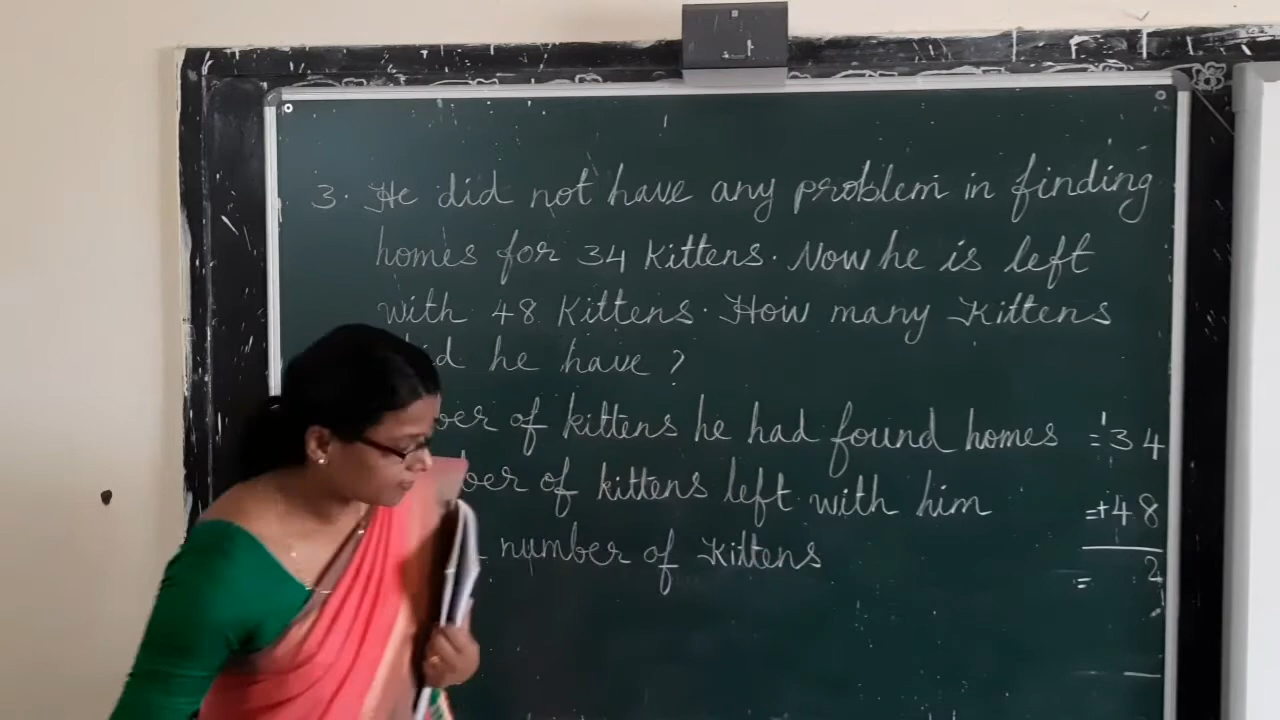 3. He did not have any problem in finding
homes for 34 Kittens. Now he is left
with 48 Kittens. How many Kittens
he have ?
of kittens he had found homes = 1 34
of kittens left with him =+48
number of Kittens = 2